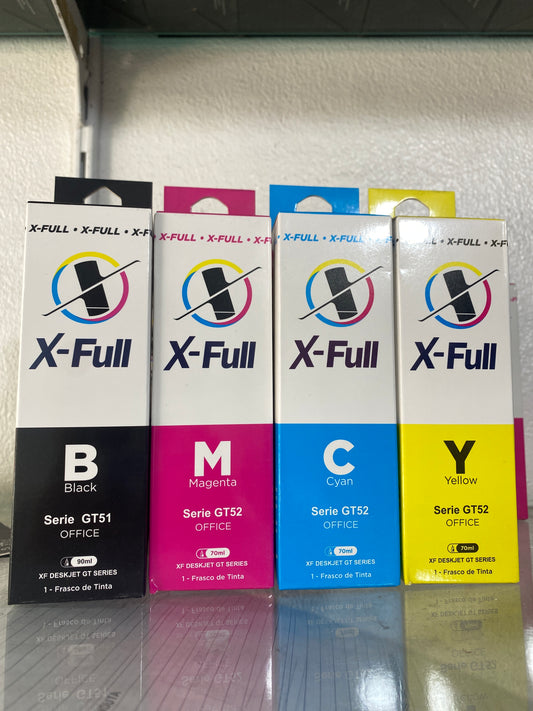 X-FULL • X-FULL • X-F
X-Full
B
Black
Serie GT51
OFFICE
90ml
XF DESKJET GT SERIES
1 - Frasco de Tinta
X-FULL • X-FULL • X-F
X-Full
M
Magenta
Serie GT52
OFFICE
70ml
XF DESKJET GT SERIES
1 - Frasco de Tinta
X-FULL • X-FULL • X-F
X-Full
C
Cyan
Serie GT52
OFFICE
70ml
XF DESKJET GT SERIES
1 - Frasco de Tinta
X-FULL • X-FULL • X-F
X-Full
Y
Yellow
Serie GT52
OFFICE
70ml
XF DESKJET GT SERIES
1 - Frasco de Tinta